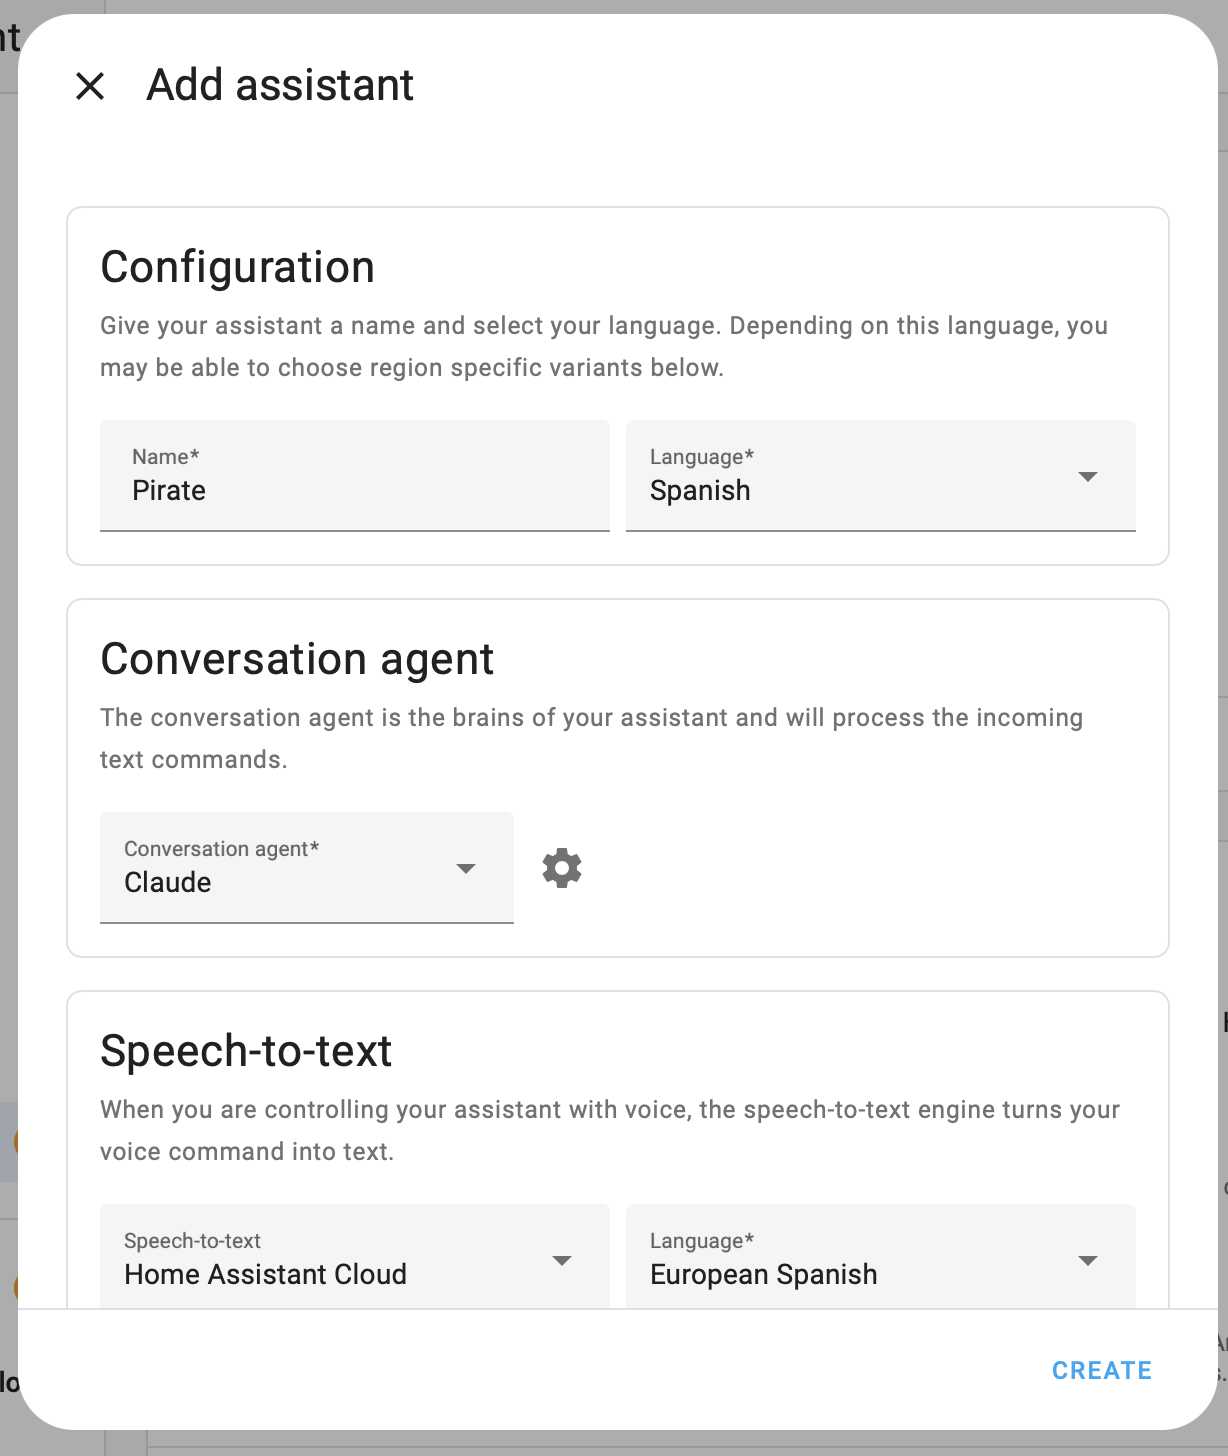 Add assistant
Configuration
Give your assistant a name and select your language. Depending on this language, you
may be able to choose region specific variants below.
Name*
Pirate
Language*
Spanish
Conversation agent
The conversation agent is the brains of your assistant and will process the incoming
text commands.
Conversation agent*
Claude
Speech-to-text
When you are controlling your assistant with voice, the speech-to-text engine turns your
voice command into text.
Speech-to-text
Home Assistant Cloud
Language*
European Spanish
CREATE